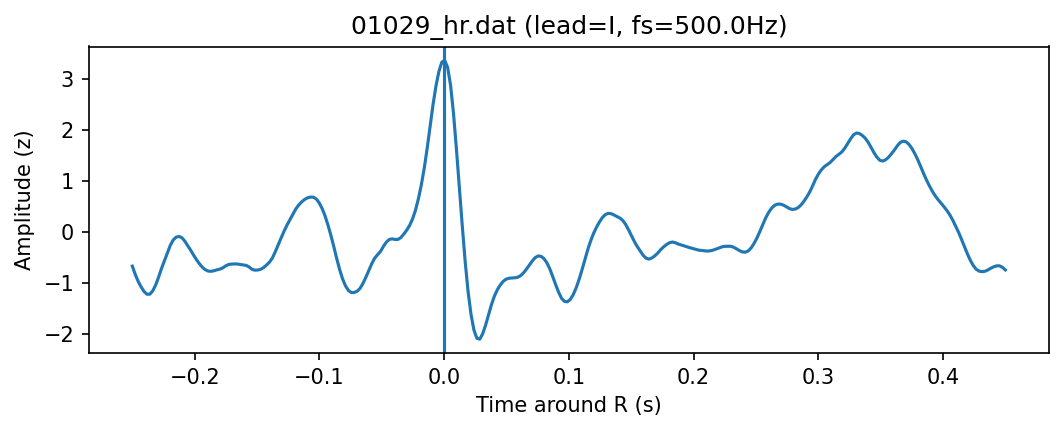 01029_hr.dat (lead=I, fs=500.0Hz)
Amplitude (z)
3
2
1
0
−1
−2
−0.2 −0.1 0.0 0.1 0.2 0.3 0.4
Time around R (s)